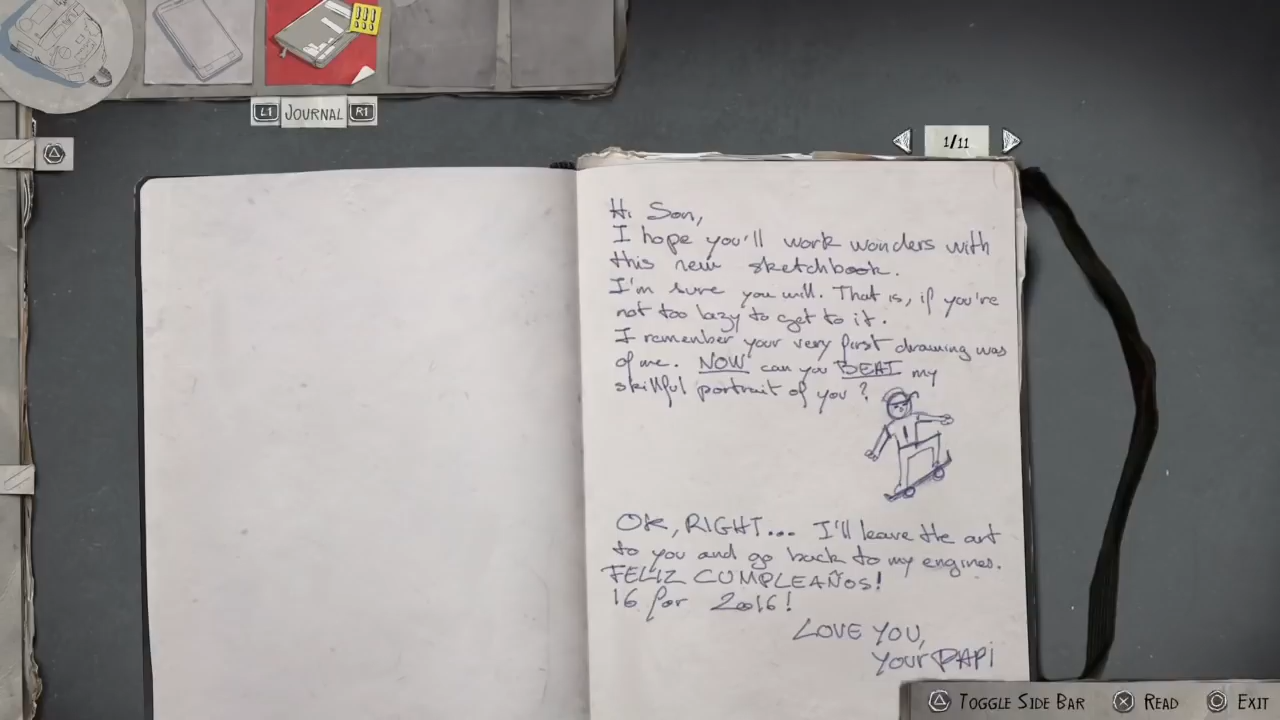 L1 JOURNAL R1
1/11
Hi Son,
I hope you'll work wonders with
this new sketchbook.
I'm sure you will. That is, if you're
not too lazy to get to it.
I remember your very first drawing was
of me. NOW can you BEAT my
skillful portrait of you?
OK, RIGHT... I'll leave the art
to you and go back to my engines.
FELIZ CUMPLEAÑOS!
16 for 2016!
LOVE YOU,
Your PAPI
TOGGLE SIDE BAR READ EXIT